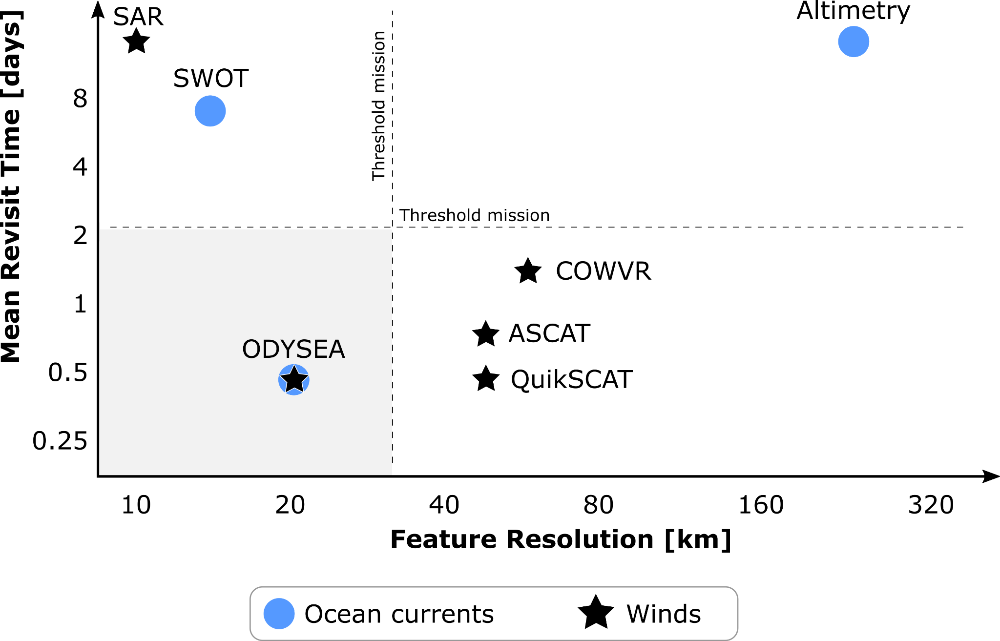 Mean Revisit Time [days]
SAR
Altimetry
SWOT
Threshold mission
8
4
Threshold mission
2
COWVR
1
ASCAT
ODYSEA
0.5
QuikSCAT
0.25
10 20 40 80 160 320
Feature Resolution [km]
Ocean currents Winds